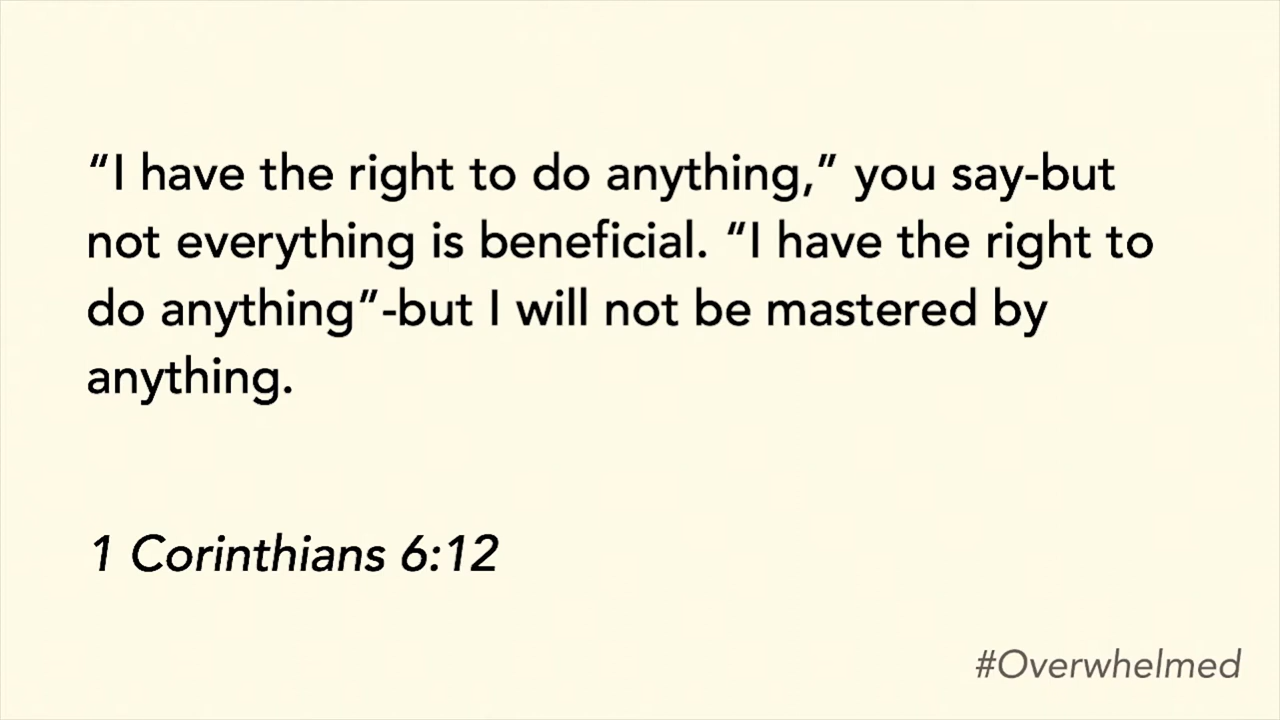 “I have the right to do anything,” you say-but
not everything is beneficial. “I have the right to
do anything”-but I will not be mastered by
anything.
1 Corinthians 6:12
#Overwhelmed